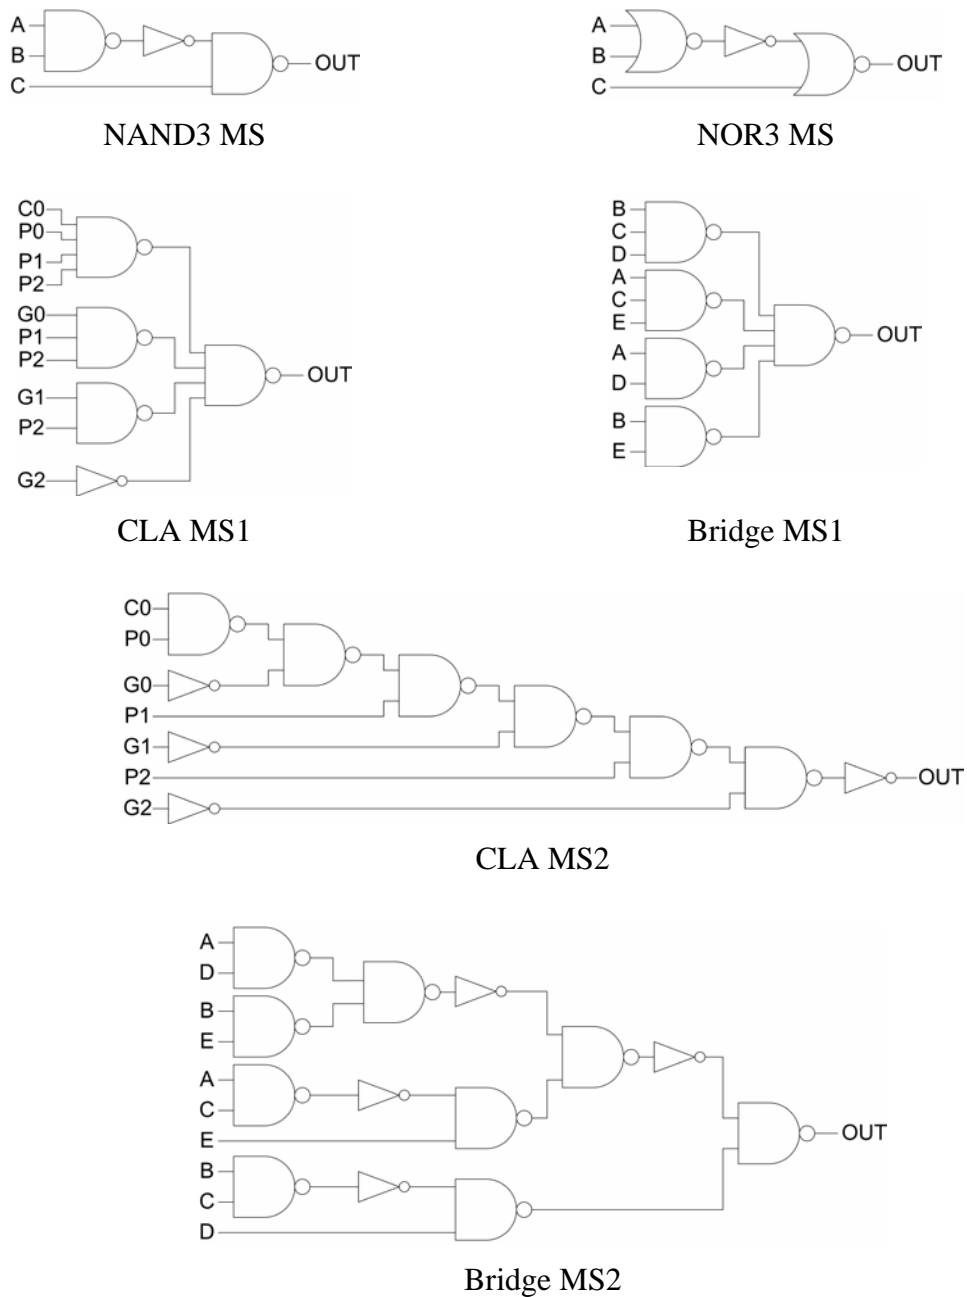 A
B
C
OUT
NAND3 MS
A
B
C
OUT
NOR3 MS
C0
P0
P1
P2
G0
P1
P2
G1
P2
G2
OUT
CLA MS1
B
C
D
A
C
E
A
D
B
E
OUT
Bridge MS1
C0
P0
G0
P1
G1
P2
G2
OUT
CLA MS2
A
D
B
E
A
C
E
B
C
D
OUT
Bridge MS2